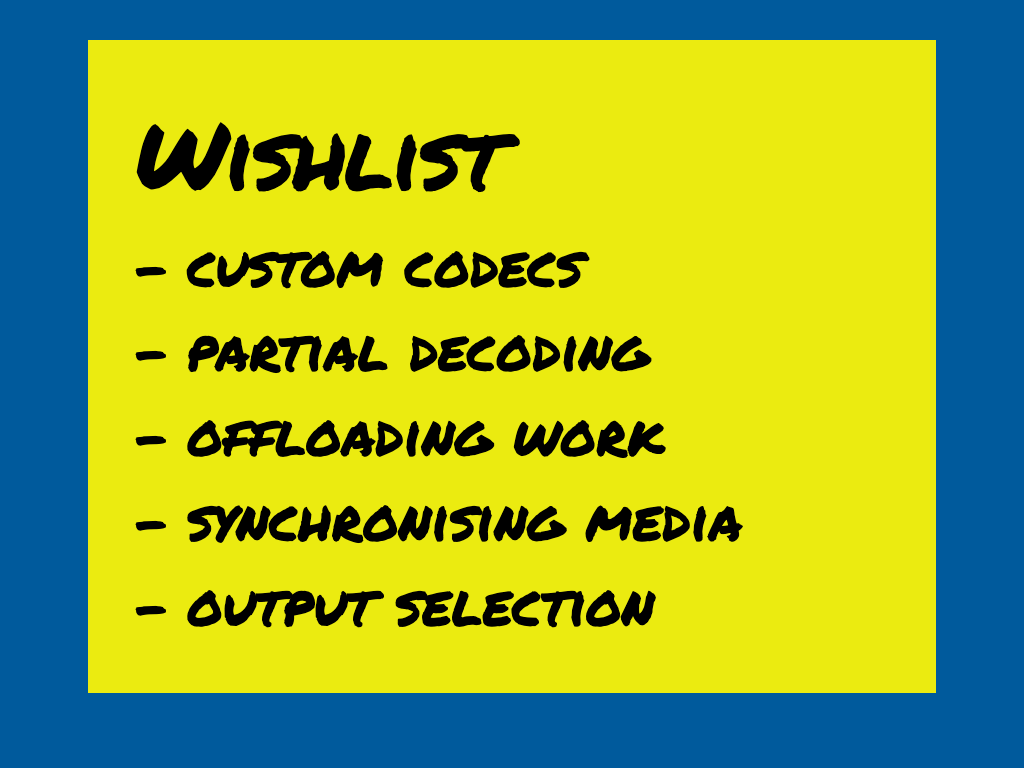 Wishlist
- custom codecs
- partial decoding
- offloading work
- synchronising media
- output selection